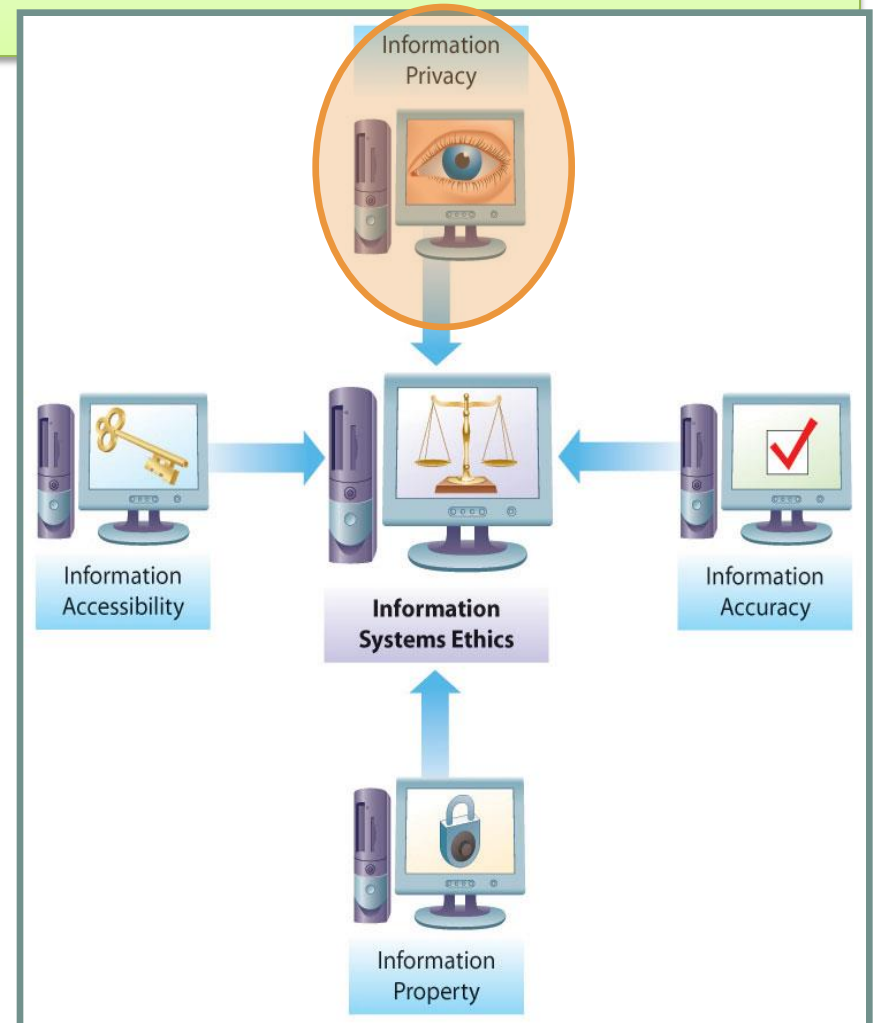 Information
Privacy
Information
Accessibility
Information
Systems Ethics
Information
Accuracy
Information
Property